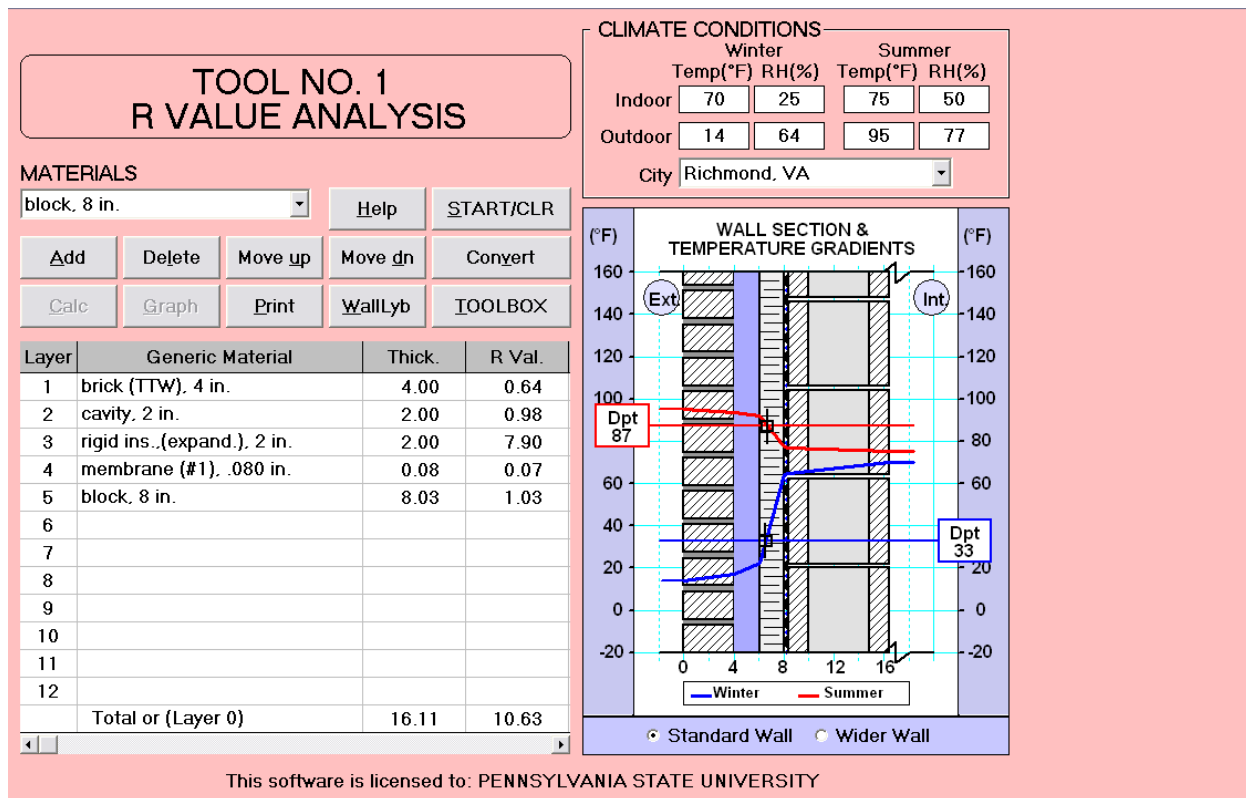 TOOL NO. 1
R VALUE ANALYSIS
MATERIALS
block, 8 in.
Help
START/CLR
Add
Delete
Move up
Move dn
Convert
Calc
Graph
Print
WallLyb
TOOLBOX
Layer Generic Material Thick. R Val.
1 brick (TTW), 4 in. 4.00 0.64
2 cavity, 2 in. 2.00 0.98
3 rigid ins.,(expand.), 2 in. 2.00 7.90
4 membrane (#1), .080 in. 0.08 0.07
5 block, 8 in. 8.03 1.03
6
7
8
9
10
11
12
Total or (Layer 0) 16.11 10.63
CLIMATE CONDITIONS
Winter Summer
Temp(°F) RH(%) Temp(°F) RH(%)
Indoor 70 25 75 50
Outdoor 14 64 95 77
City Richmond, VA
WALL SECTION &
TEMPERATURE GRADIENTS
(°F) (°F)
160 160
Ext. Int.
140 140
120 120
100 100
Dpt
87
80
60 60
40 40
Dpt
33
20 20
0 0
-20 -20
0 4 8 12 16
Winter Summer
Standard Wall Wider Wall
This software is licensed to: PENNSYLVANIA STATE UNIVERSITY